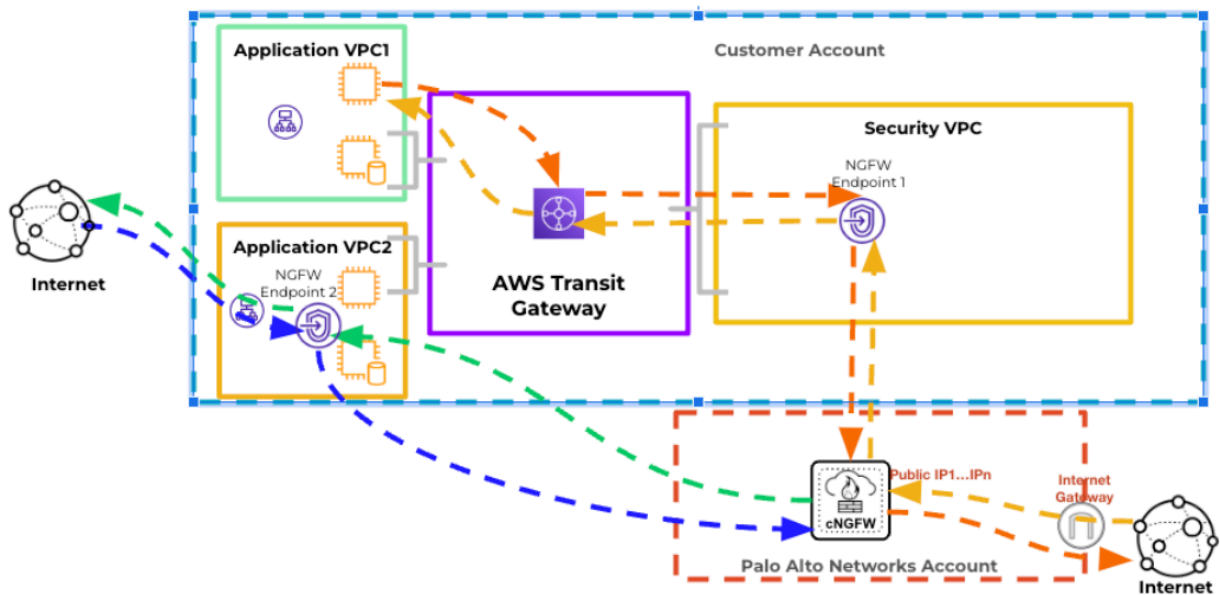 Application VPC1
Customer Account
Security VPC
NGFW
Endpoint 1
Internet
Application VPC2
NGFW
Endpoint 2
AWS Transit
Gateway
Public IP1...IPn
Internet
Gateway
cNGFW
Palo Alto Networks Account
Internet